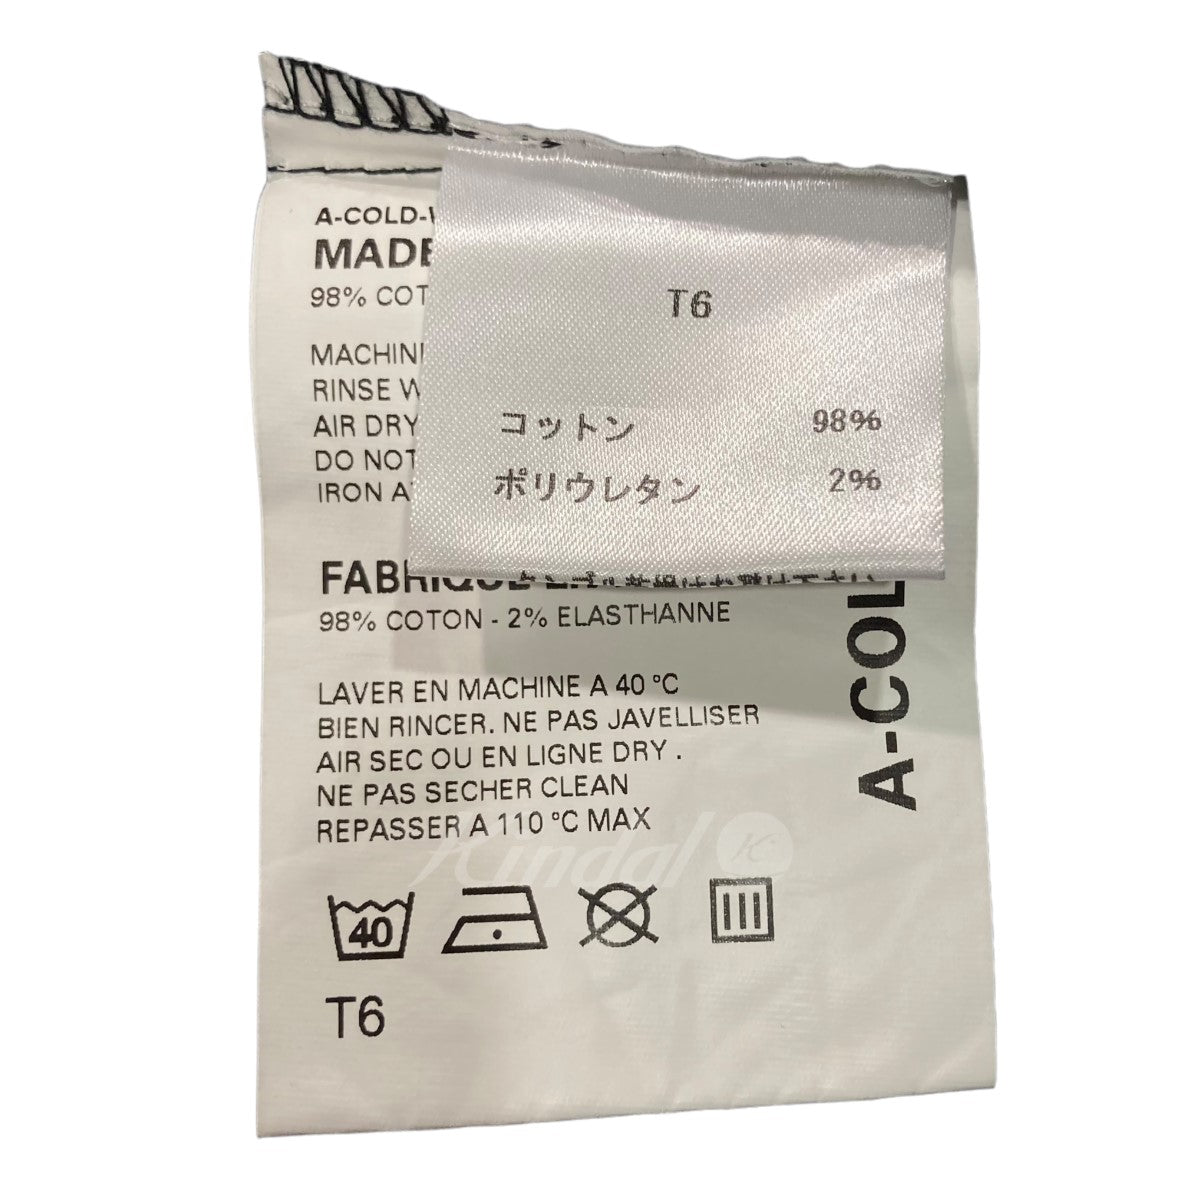 A-COLD-
MADE
98% COT
MACHIN
RINSE W
AIR DRY
DO NOT
IRON A
T6
コットン 98%
ポリウレタン 2%
FABRIQUE
98% COTON - 2% ELASTHANNE
LAVER EN MACHINE A 40 °C
BIEN RINCER. NE PAS JAVELLISER
AIR SEC OU EN LIGNE DRY .
NE PAS SECHER CLEAN
REPASSER A 110 °C MAX
40
T6
A-COL
Kindal
K